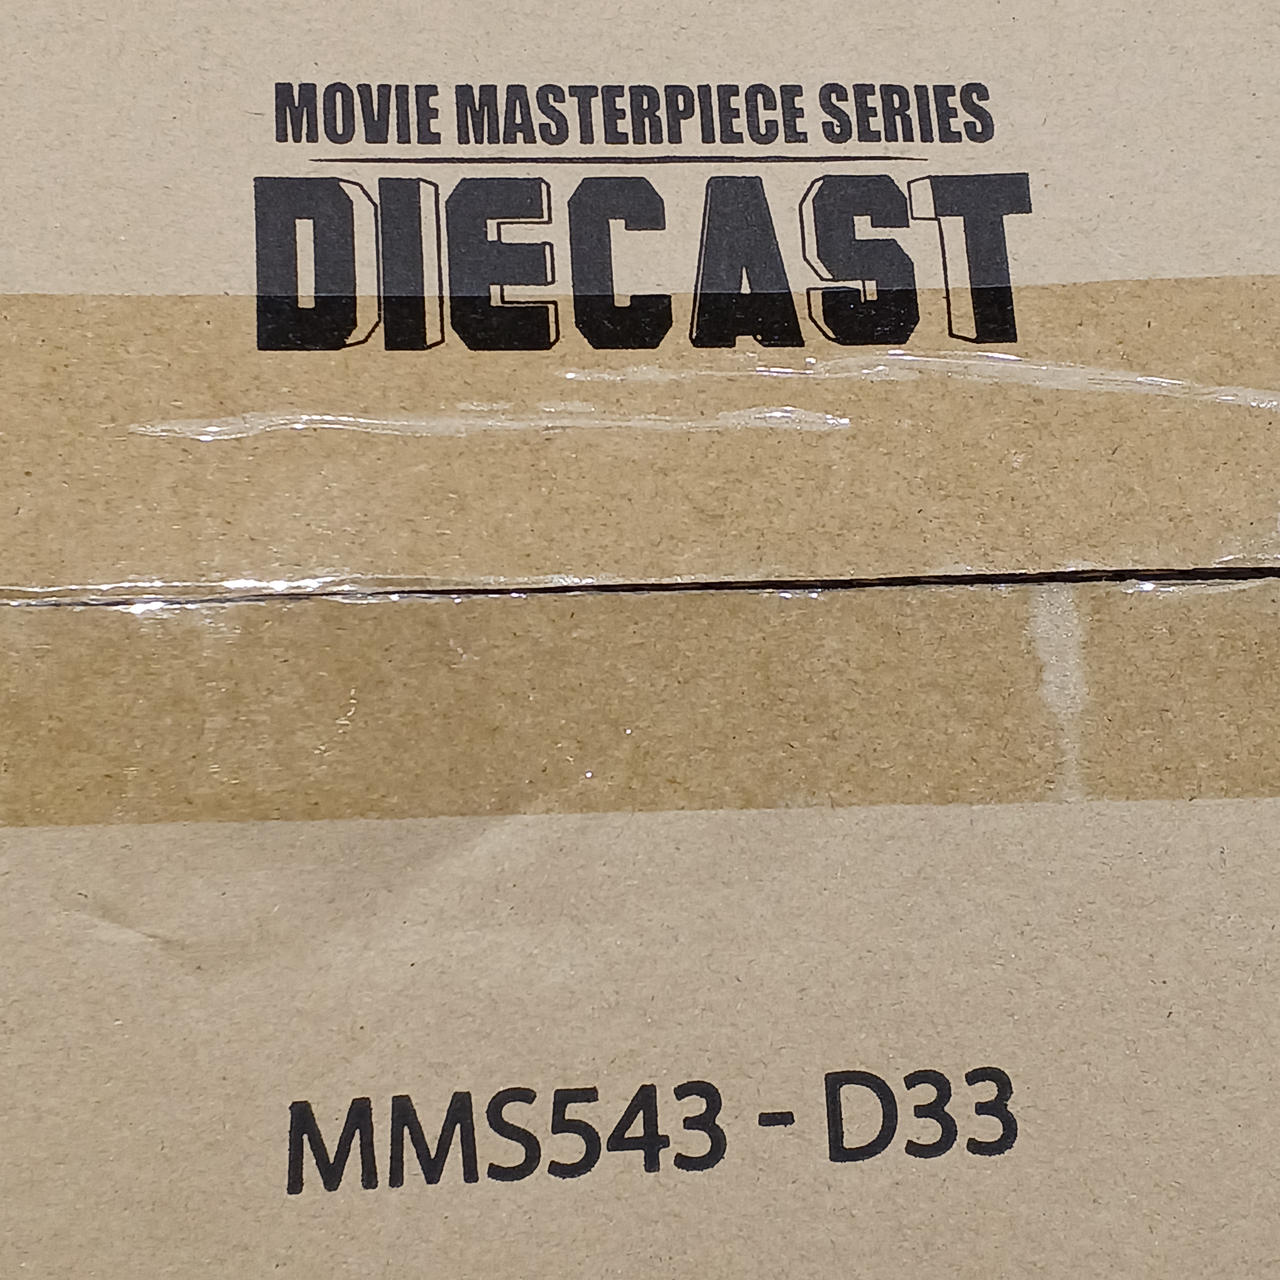 MOVIE MASTERPIECE SERIES
DIECAST
MMS543 - D33